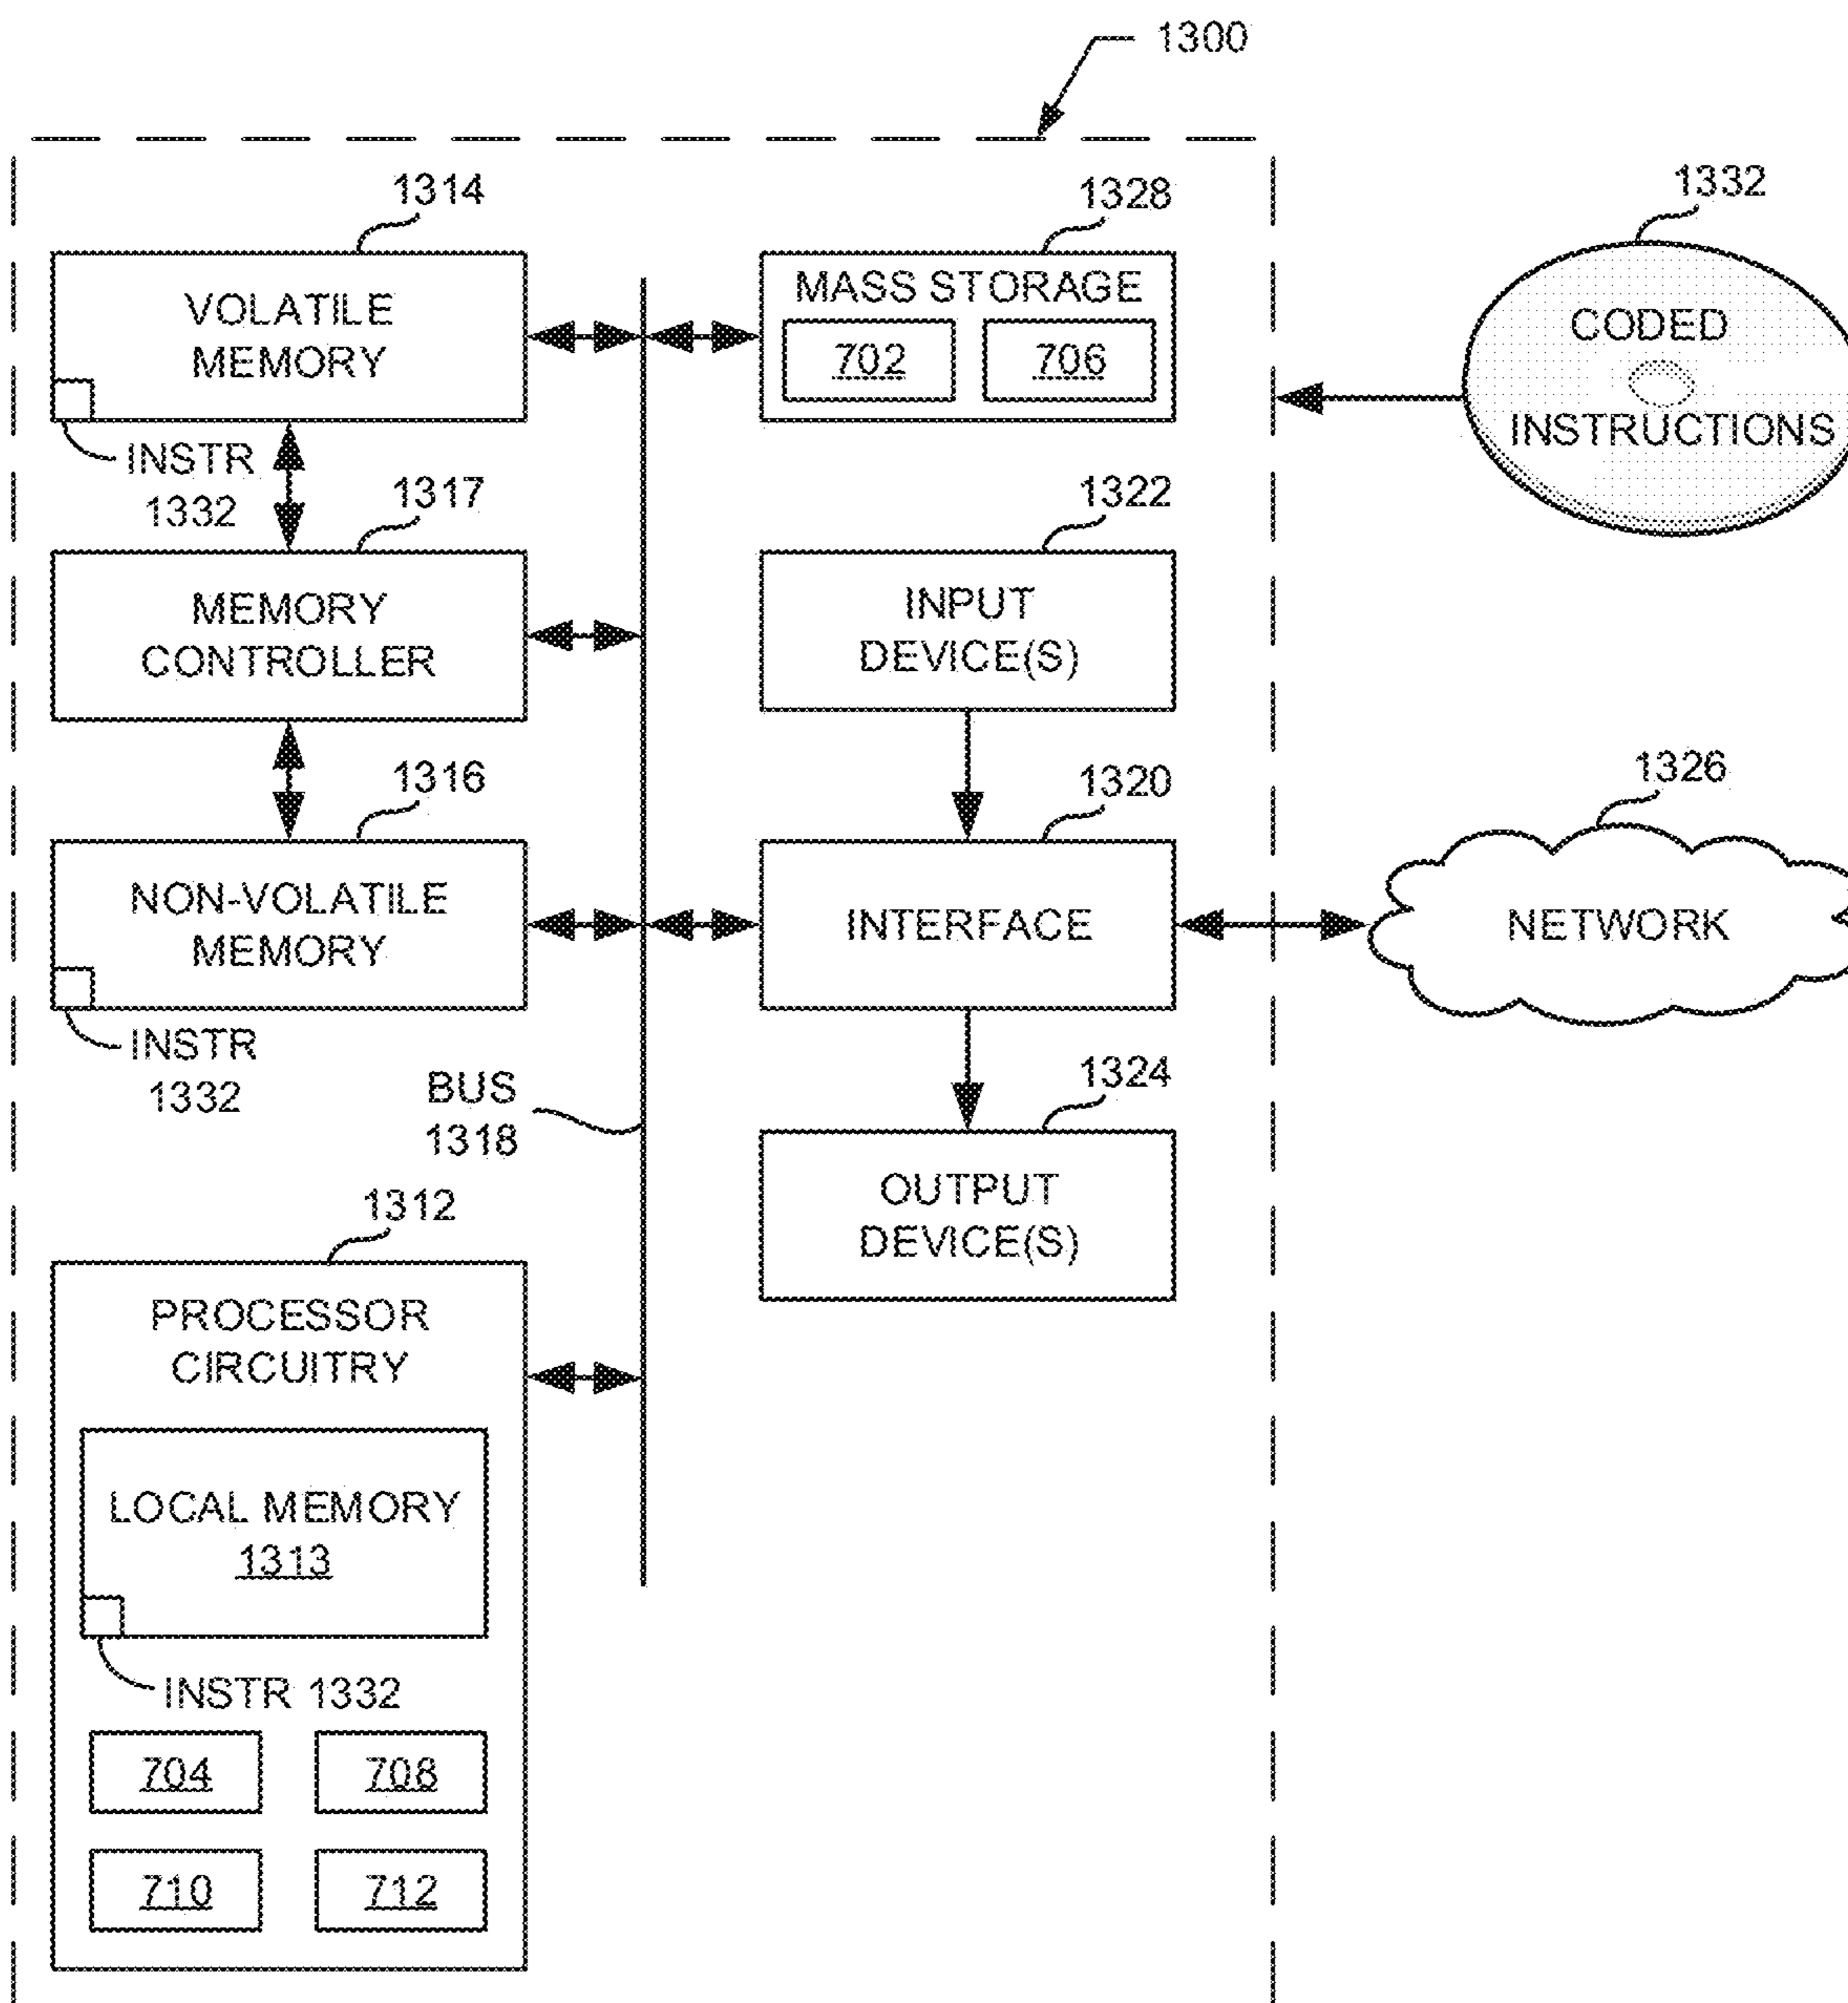 1300
1314
VOLATILE
MEMORY
INSTR
1332
1317
MEMORY
CONTROLLER
1316
NON-VOLATILE
MEMORY
INSTR
1332
BUS
1318
1312
PROCESSOR
CIRCUITRY
LOCAL MEMORY
1313
INSTR 1332
704
708
710
712
1328
MASS STORAGE
702
706
1322
INPUT
DEVICE(S)
1320
INTERFACE
1324
OUTPUT
DEVICE(S)
1332
CODED
INSTRUCTIONS
1326
NETWORK